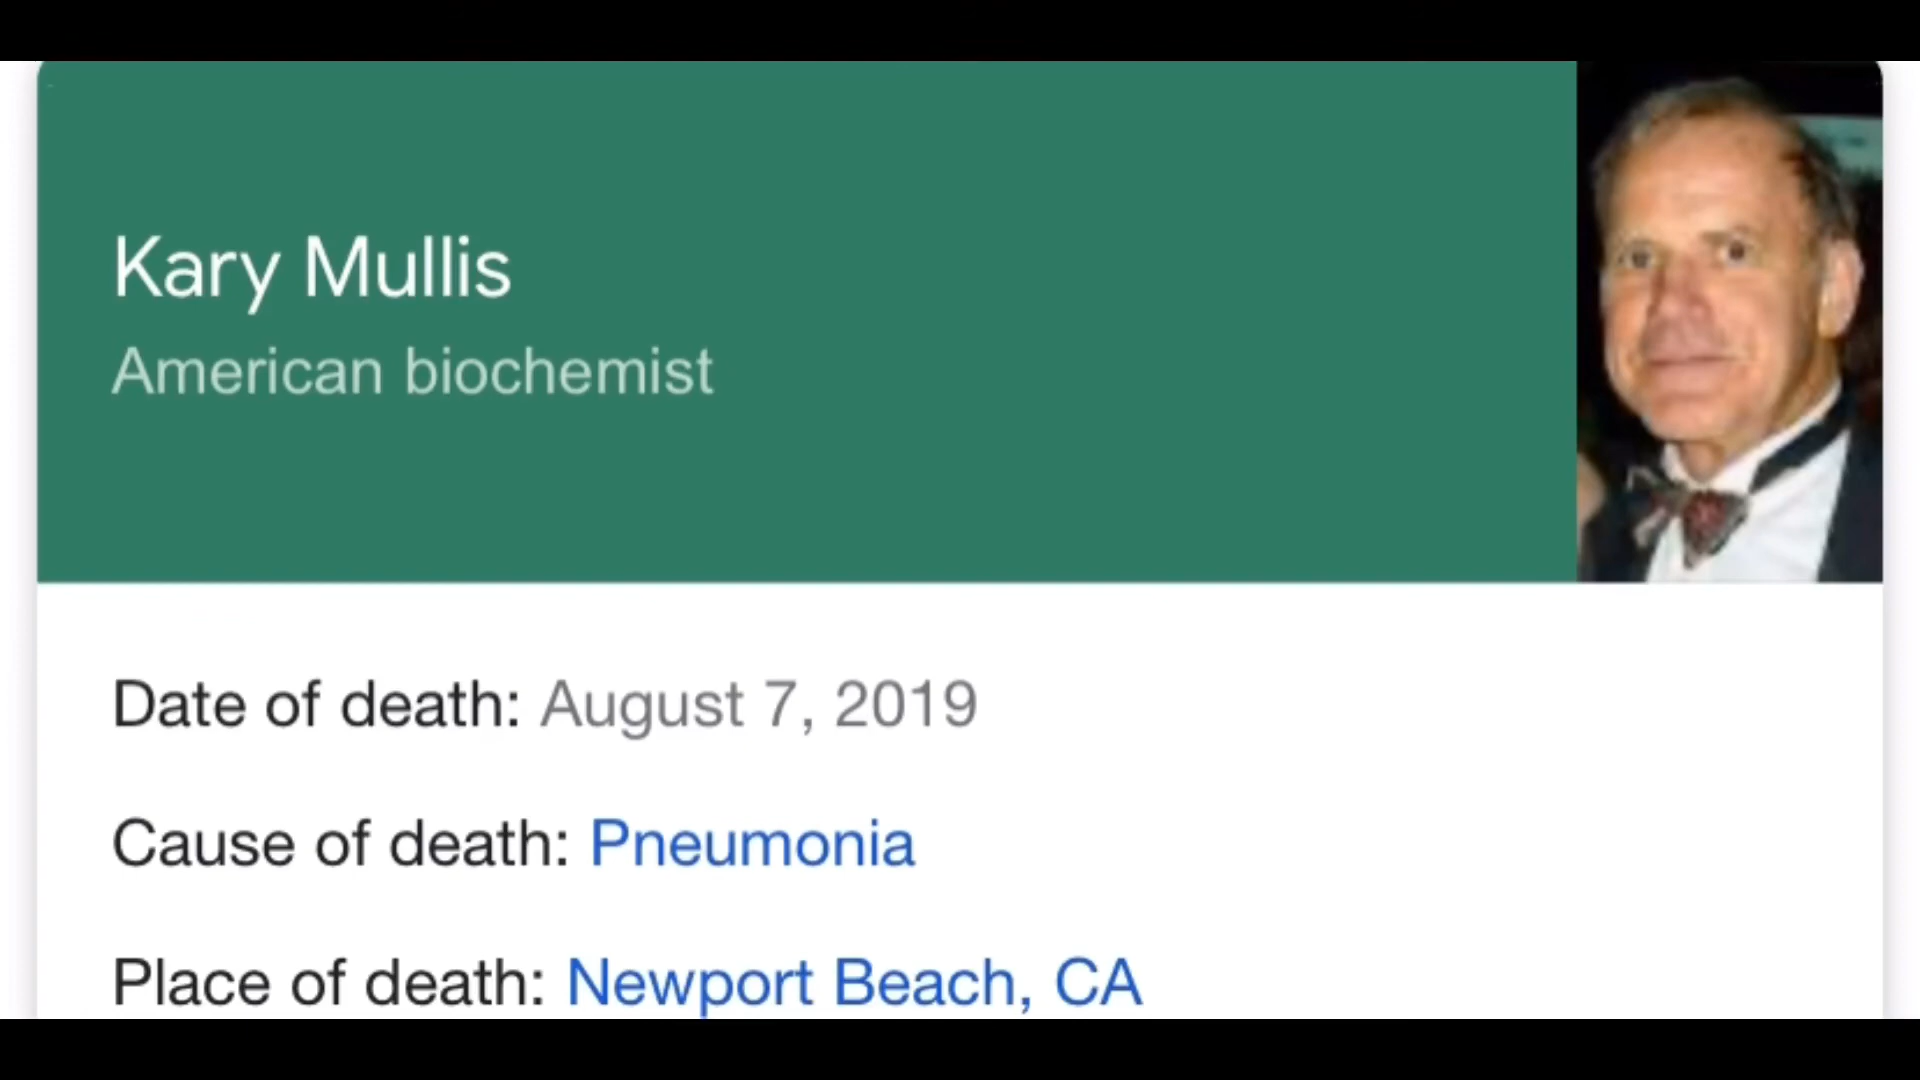 Kary Mullis
American biochemist
Date of death: August 7, 2019
Cause of death: Pneumonia
Place of death: Newport Beach, CA